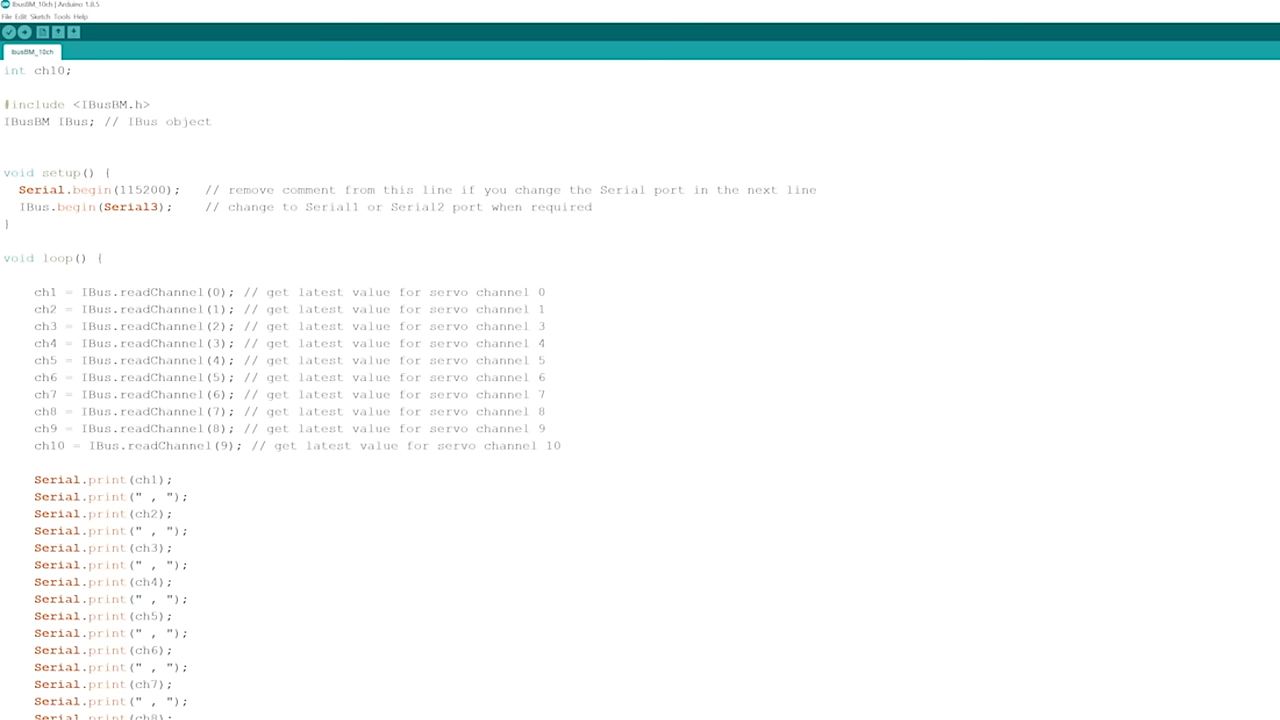 IbusBM_10ch | Arduino 1.8.5
File Edit Sketch Tools Help
IbusBM_10ch
int ch10;
#include <IBusBM.h>
IBusBM IBus; // IBus object
void setup() {
Serial.begin(115200); // remove comment from this line if you change the Serial port in the next line
IBus.begin(Serial3); // change to Serial1 or Serial2 port when required
}
void loop() {
ch1 = IBus.readChannel(0); // get latest value for servo channel 0
ch2 = IBus.readChannel(1); // get latest value for servo channel 1
ch3 = IBus.readChannel(2); // get latest value for servo channel 3
ch4 = IBus.readChannel(3); // get latest value for servo channel 4
ch5 = IBus.readChannel(4); // get latest value for servo channel 5
ch6 = IBus.readChannel(5); // get latest value for servo channel 6
ch7 = IBus.readChannel(6); // get latest value for servo channel 7
ch8 = IBus.readChannel(7); // get latest value for servo channel 8
ch9 = IBus.readChannel(8); // get latest value for servo channel 9
ch10 = IBus.readChannel(9); // get latest value for servo channel 10
Serial.print(ch1);
Serial.print(" , ");
Serial.print(ch2);
Serial.print(" , ");
Serial.print(ch3);
Serial.print(" , ");
Serial.print(ch4);
Serial.print(" , ");
Serial.print(ch5);
Serial.print(" , ");
Serial.print(ch6);
Serial.print(" , ");
Serial.print(ch7);
Serial.print(" , ");
Serial.print(ch8);